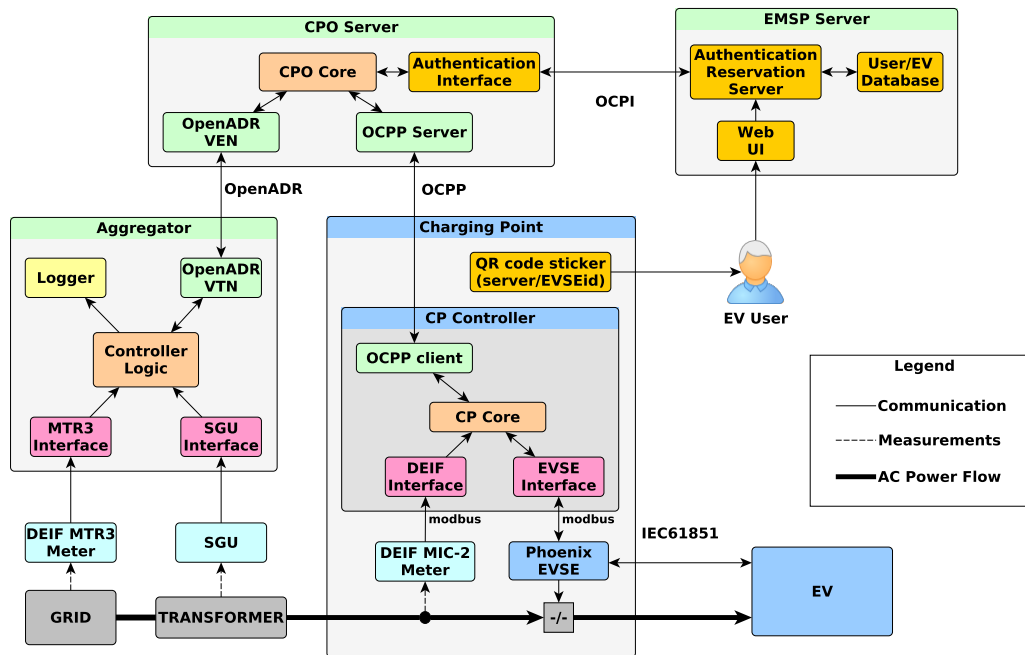 CPO Server
CPO Core
Authentication
Interface
OpenADR
VEN
OCPP Server
OCPI
EMSP Server
Authentication
Reservation
Server
User/EV
Database
Web
UI
OpenADR
OCPP
Aggregator
Logger
OpenADR
VTN
Controller
Logic
MTR3
Interface
SGU
Interface
DEIF MTR3
Meter
SGU
GRID
TRANSFORMER
Charging Point
QR code sticker
(server/EVSEid)
EV User
CP Controller
OCPP client
CP Core
DEIF
Interface
EVSE
Interface
modbus
modbus
DEIF MIC-2
Meter
Phoenix
EVSE
IEC61851
-/-
EV
Legend
Communication
Measurements
AC Power Flow